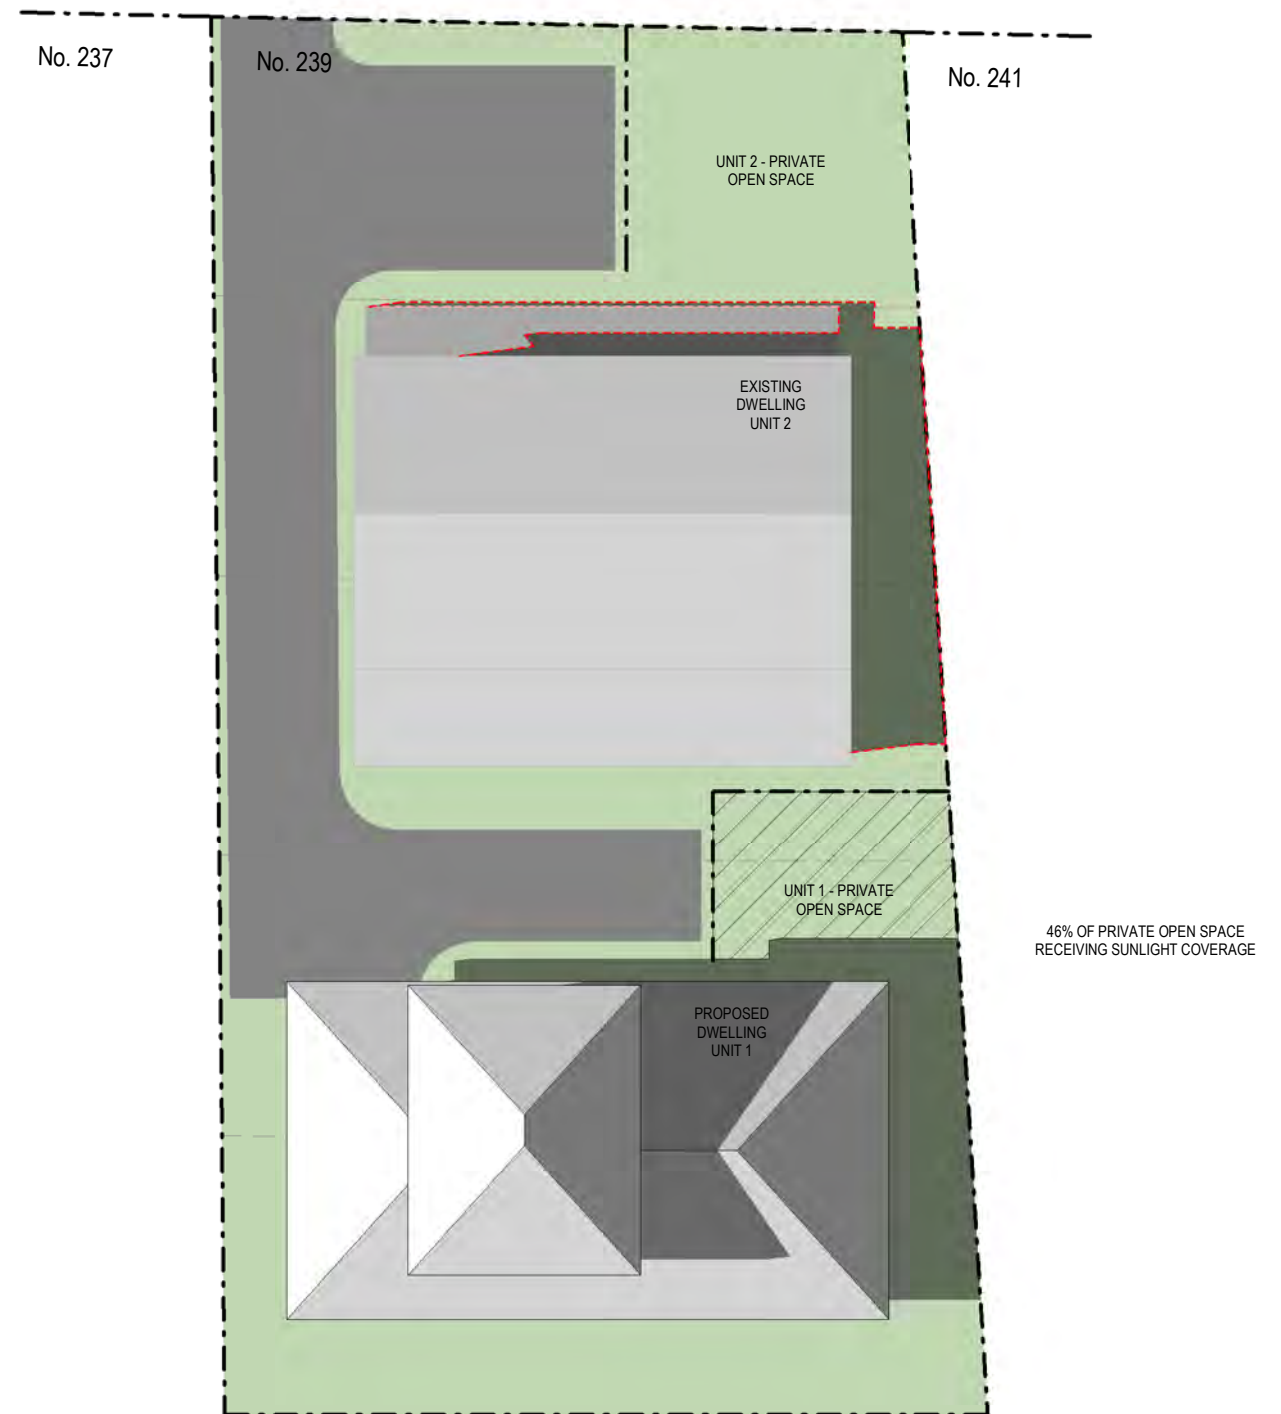 No. 237
No. 239
No. 241
UNIT 2 - PRIVATE
OPEN SPACE
EXISTING
DWELLING
UNIT 2
UNIT 1 - PRIVATE
OPEN SPACE
46% OF PRIVATE OPEN SPACE
RECEIVING SUNLIGHT COVERAGE
PROPOSED
DWELLING
UNIT 1